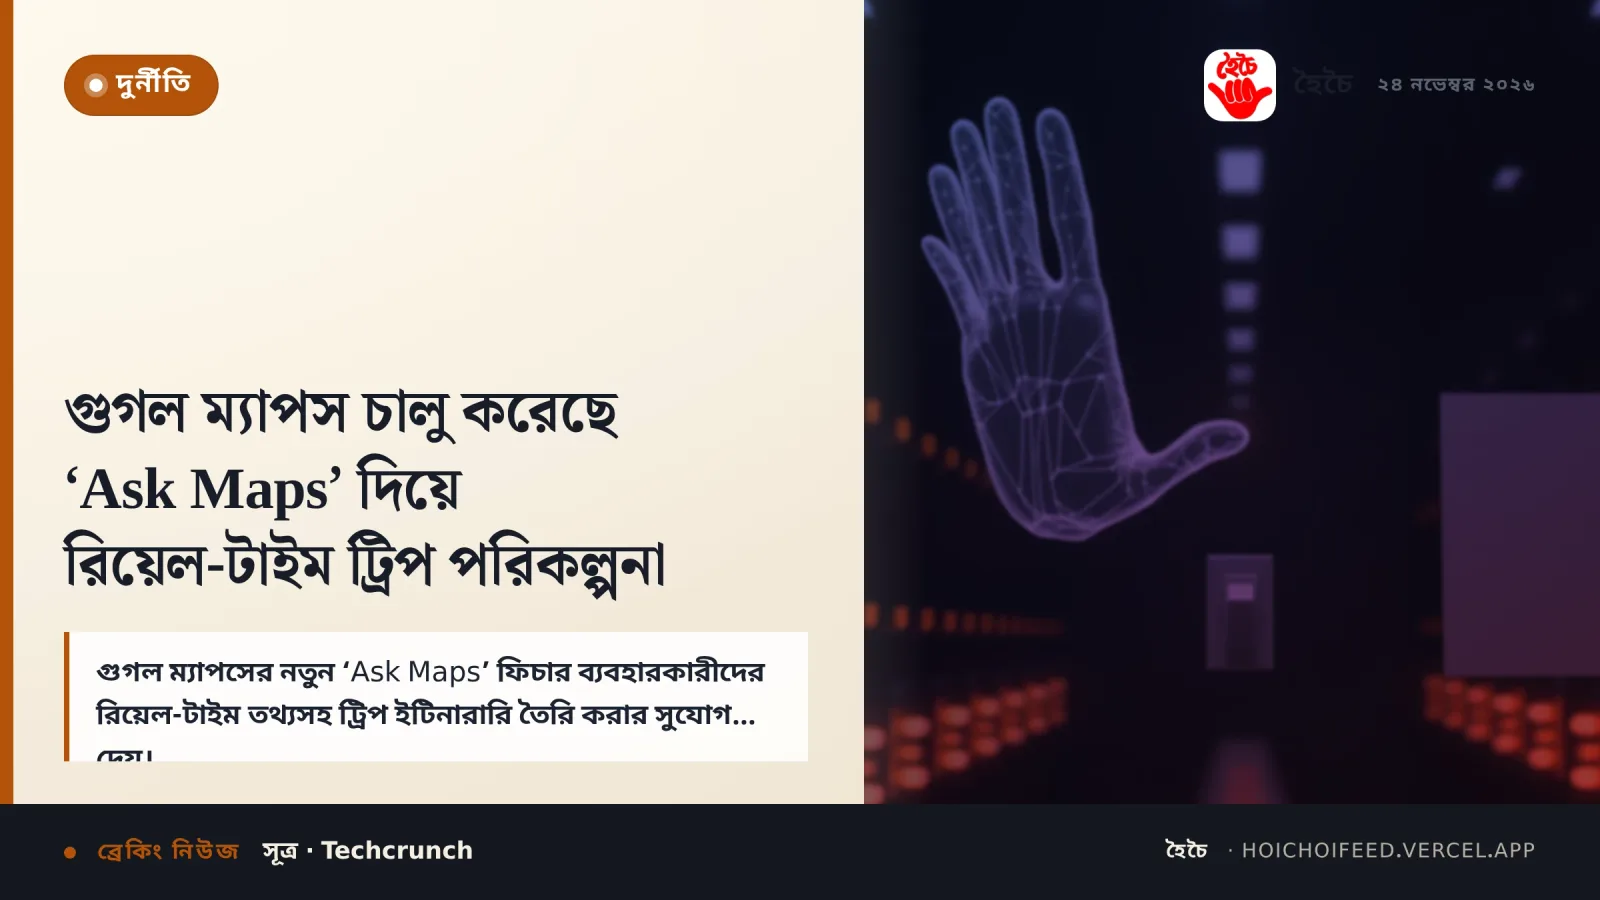 দুর্নীতি
হৈচৈ
হৈচৈ ২৪ নভেম্বর ২০২৬
গুগল ম্যাপস চালু করেছে
‘Ask Maps’ দিয়ে
রিয়েল-টাইম ট্রিপ পরিকল্পনা
গুগল ম্যাপসের নতুন ‘Ask Maps’ ফিচার ব্যবহারকারীদের
রিয়েল-টাইম তথ্যসহ ট্রিপ ইটিনারারি তৈরি করার সুযোগ...
দেয়।
ব্রেকিং নিউজ সূত্র · Techcrunch
হৈচৈ · HOICHOIFEED.VERCEL.APP